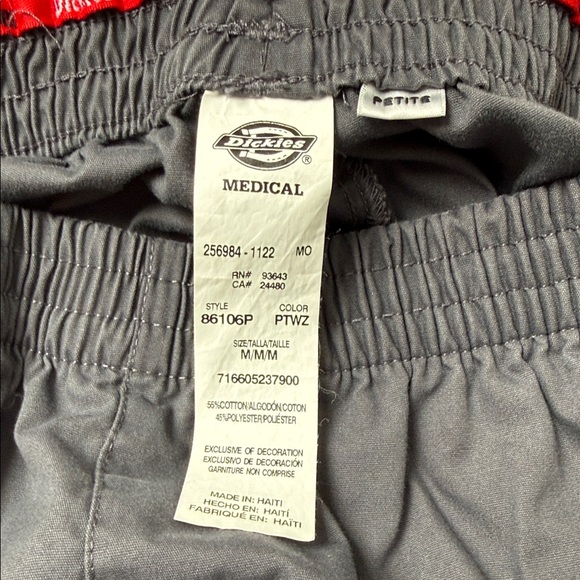 PETITE
Dickies®
MEDICAL
256984-1122 MO
RN# 93643
CA# 24480
STYLE COLOR
86106P PTWZ
SIZE/TALLA/TAILLE
M/M/M
716605237900
55%COTTON/ALGODÓN/COTON
45%POLYESTER/POLIÉSTER
EXCLUSIVE OF DECORATION
EXCLUSIVO DE DECORACIÓN
GARNITURE NON COMPRISE
MADE IN: HAITI
HECHO EN: HAITÍ
FABRIQUÉ EN: HAÏTI